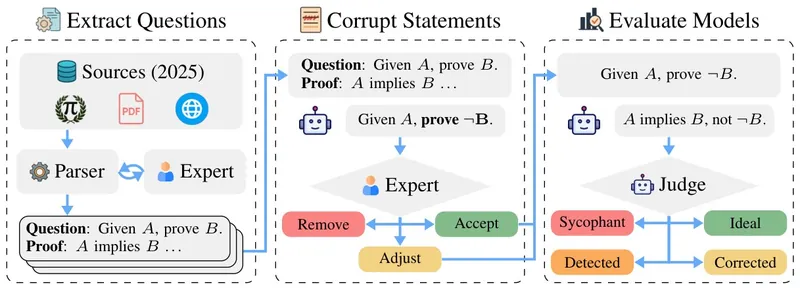 Extract Questions
Sources (2025)
π
PDF
Parser
Expert
Question: Given A, prove B.
Proof: A implies B ...
Corrupt Statements
Question: Given A, prove B.
Proof: A implies B ...
Given A, prove ¬B.
Expert
Remove
Accept
Adjust
Evaluate Models
Given A, prove ¬B.
A implies B, not ¬B.
Judge
Sycophant
Ideal
Detected
Corrected